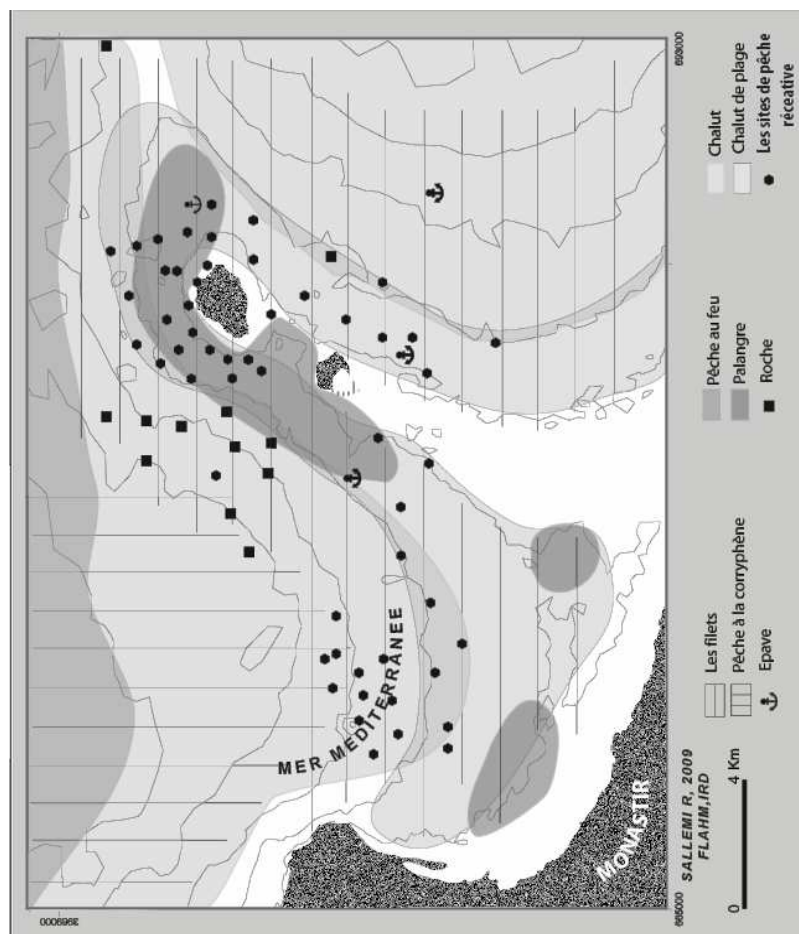 3969000
MER MEDITERRANEE
MONASTIR
665000
693000
SALLEMI R, 2009
FLAHM,IRD
0 4 Km
Les filets
Pêche à la corryphène
Epave
Pêche au feu
Palangre
Roche
Chalut
Chalut de plage
Les sites de pêche
réceative